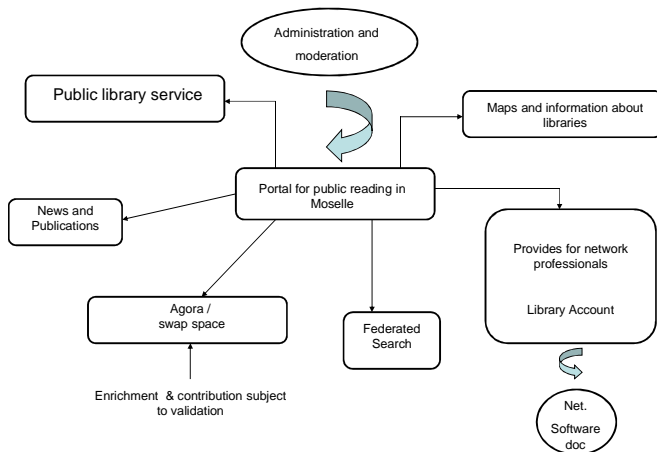 Administration and
moderation
Public library service
Maps and information about
libraries
Portal for public reading in
Moselle
News and
Publications
Provides for network
professionals
Library Account
Agora /
swap space
Federated
Search
Enrichment & contribution subject
to validation
Net.
Software
doc